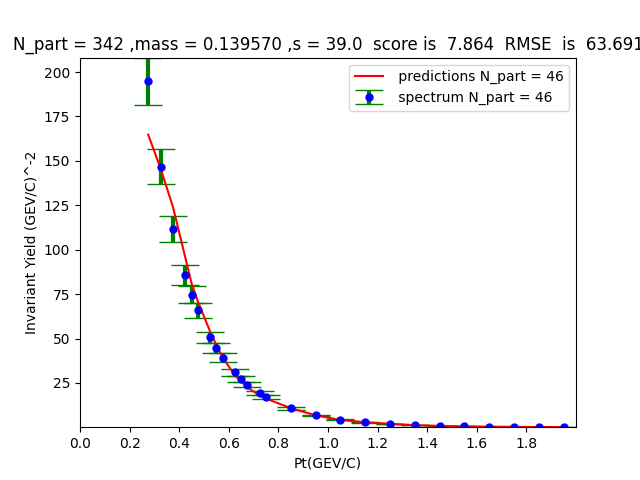 N_part = 342 ,mass = 0.139570 ,s = 39.0  score is  7.864  RMSE  is  63.691
predictions N_part = 46
spectrum N_part = 46
Invariant Yield (GEV/C)^-2
200
175
150
125
100
75
50
25
0.0 0.2 0.4 0.6 0.8 1.0 1.2 1.4 1.6 1.8
Pt(GEV/C)